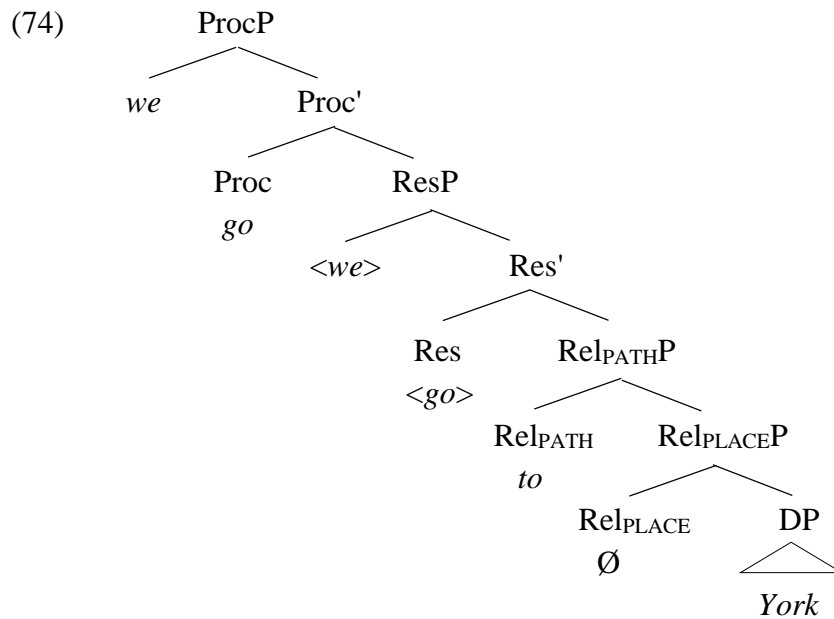 (74) ProcP
we Proc'
Proc ResP
go
<we> Res'
Res RelPATHP
<go>
RelPATH RelPLACEP
to
RelPLACE DP
Ø
York